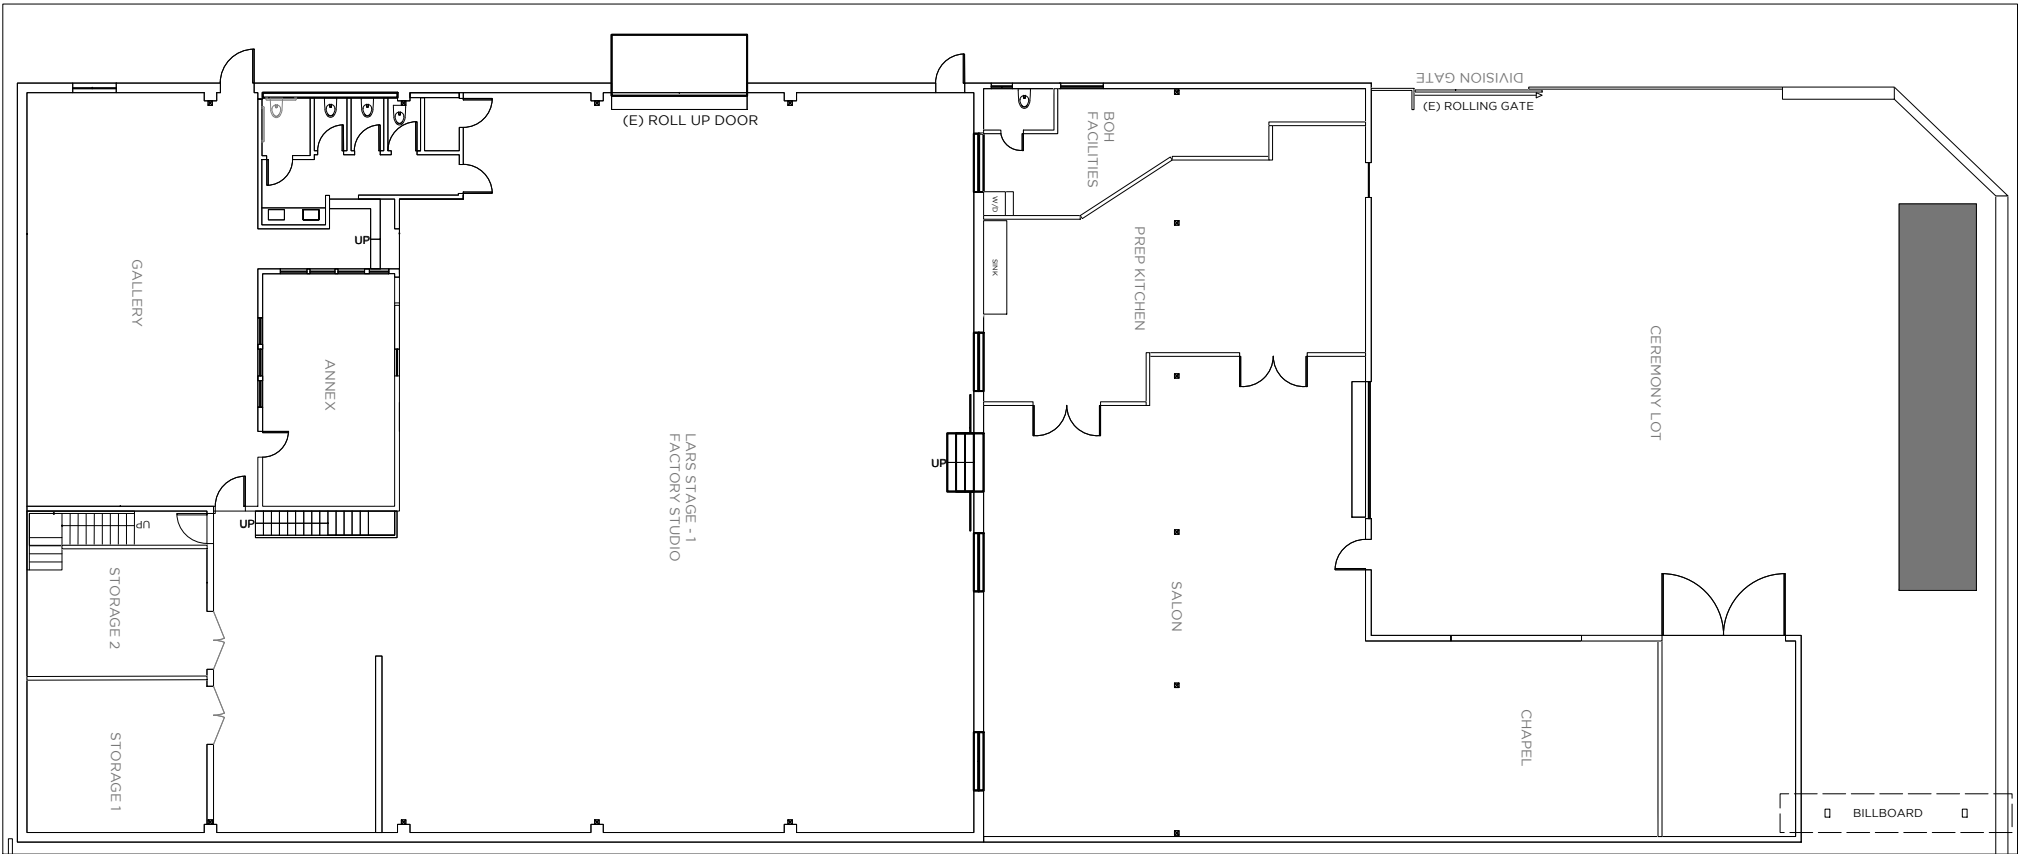 DIVISION GATE
(E) ROLLING GATE
(E) ROLL UP DOOR
BOH
FACILITIES
W/D
UP
GALLERY
SINK
PREP KITCHEN
ANNEX
CEREMONY LOT
LARS STAGE - 1
FACTORY STUDIO
UP
UP
UP
STORAGE 2
SALON
STORAGE 1
CHAPEL
BILLBOARD